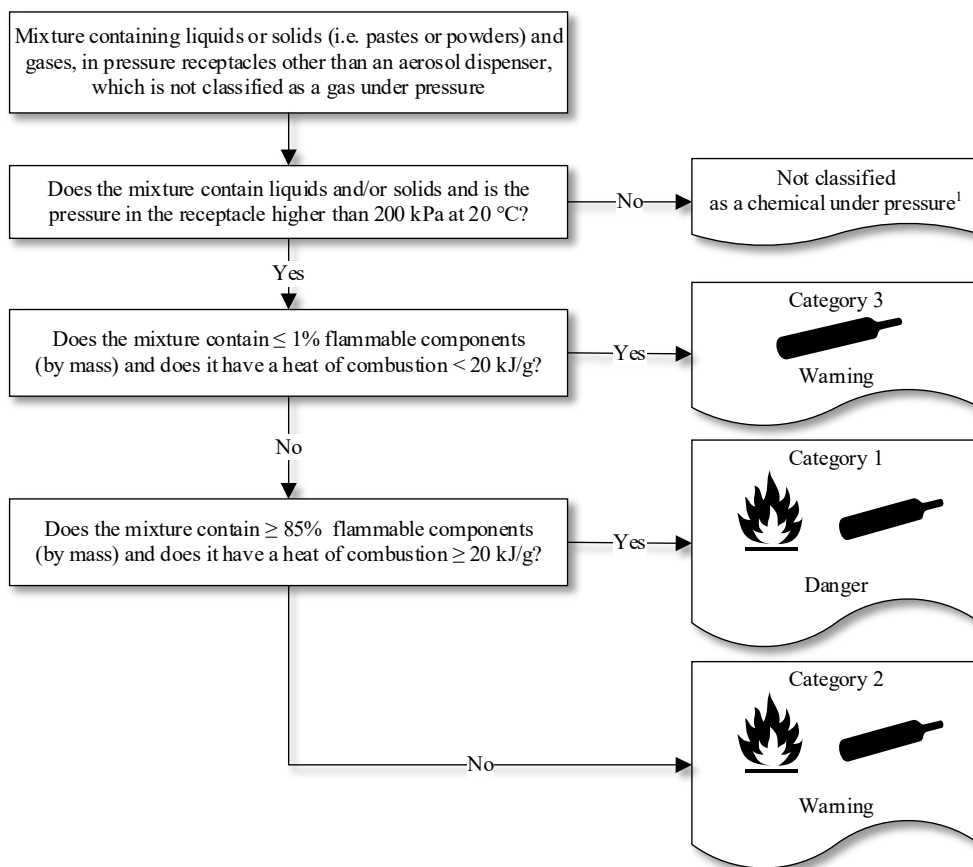 Mixture containing liquids or solids (i.e. pastes or powders) and
gases, in pressure receptacles other than an aerosol dispenser,
which is not classified as a gas under pressure
Does the mixture contain liquids and/or solids and is the
pressure in the receptacle higher than 200 kPa at 20 °C?
No
Not classified
as a chemical under pressure¹
Yes
Does the mixture contain ≤ 1% flammable components
(by mass) and does it have a heat of combustion < 20 kJ/g?
Yes
Category 3
Warning
No
Does the mixture contain ≥ 85% flammable components
(by mass) and does it have a heat of combustion ≥ 20 kJ/g?
Yes
Category 1
Danger
No
Category 2
Warning